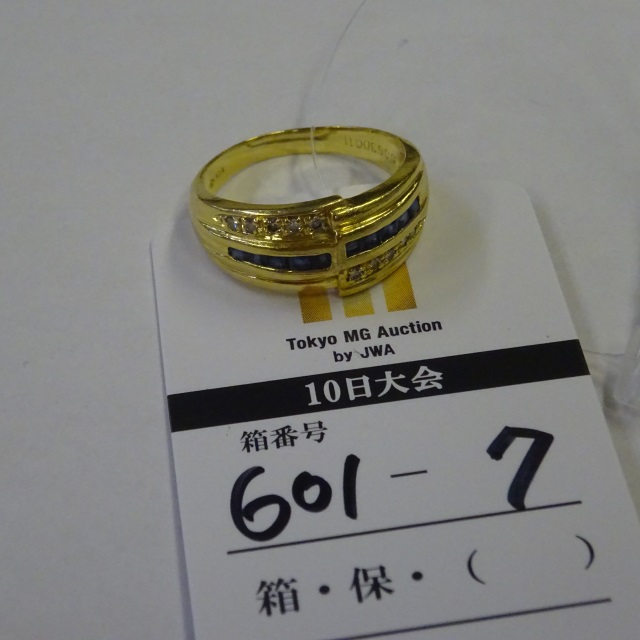 Tokyo MG Auction
by JWA
10日大会
箱番号
601 - 7
箱・保・(　　)